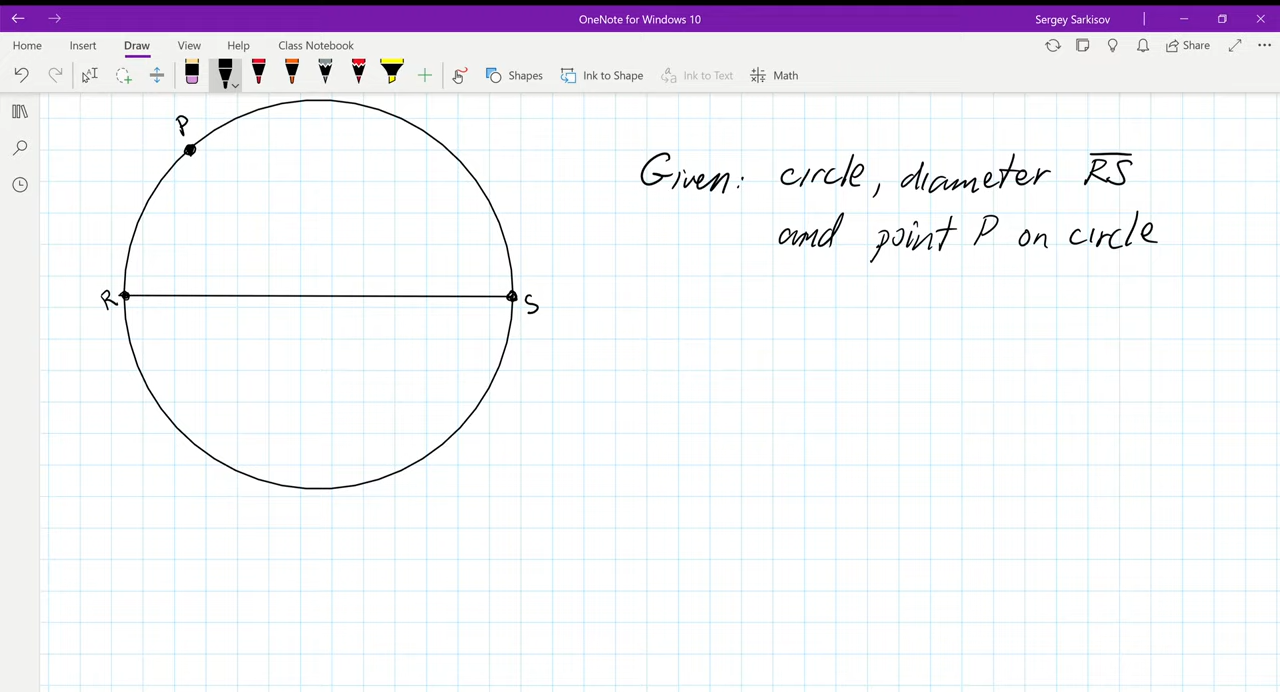 OneNote for Windows 10
Sergey Sarkisov
Home Insert Draw View Help Class Notebook
Share
Shapes Ink to Shape Ink to Text Math
P
Given: circle, diameter R̅S̅
and point P on circle
R
S